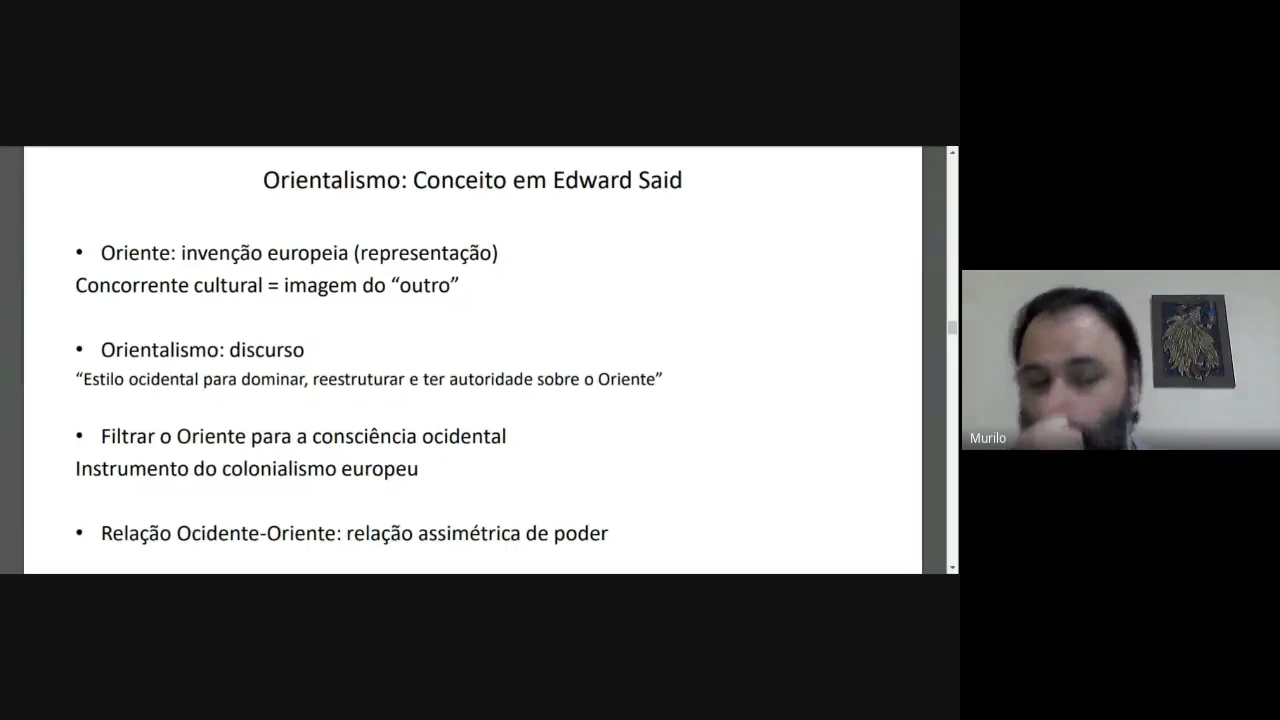 Orientalismo: Conceito em Edward Said
• Oriente: invenção europeia (representação)
Concorrente cultural = imagem do “outro”
• Orientalismo: discurso
“Estilo ocidental para dominar, reestruturar e ter autoridade sobre o Oriente”
• Filtrar o Oriente para a consciência ocidental
Instrumento do colonialismo europeu
• Relação Ocidente-Oriente: relação assimétrica de poder
Murilo